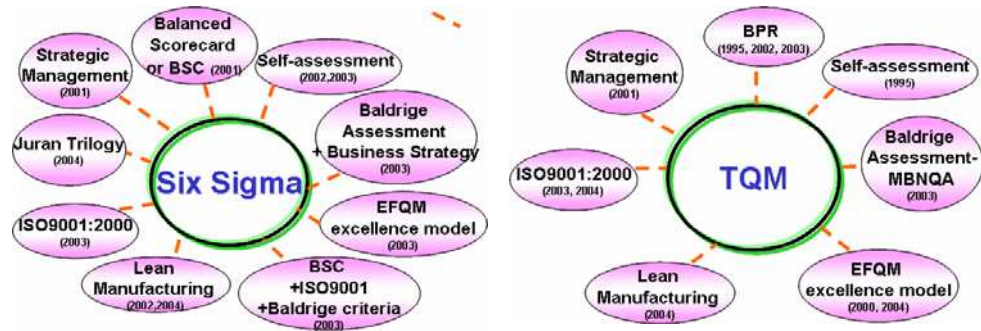 Balanced
Scorecard
or BSC (2001)
Strategic
Management
(2001)
Self-assessment
(2002,2003)
Juran Trilogy
(2004)
Baldrige
Assessment
+ Business Strategy
(2003)
Six Sigma
ISO9001:2000
(2003)
EFQM
excellence model
(2003)
Lean
Manufacturing
(2002,2004)
BSC
+ISO9001
+Baldrige criteria
(2003)
BPR
(1995, 2002, 2003)
Strategic
Management
(2001)
Self-assessment
(1995)
ISO9001:2000
(2003, 2004)
TQM
Baldrige
Assessment-
MBNQA
(2003)
Lean
Manufacturing
(2004)
EFQM
excellence model
(2000, 2004)